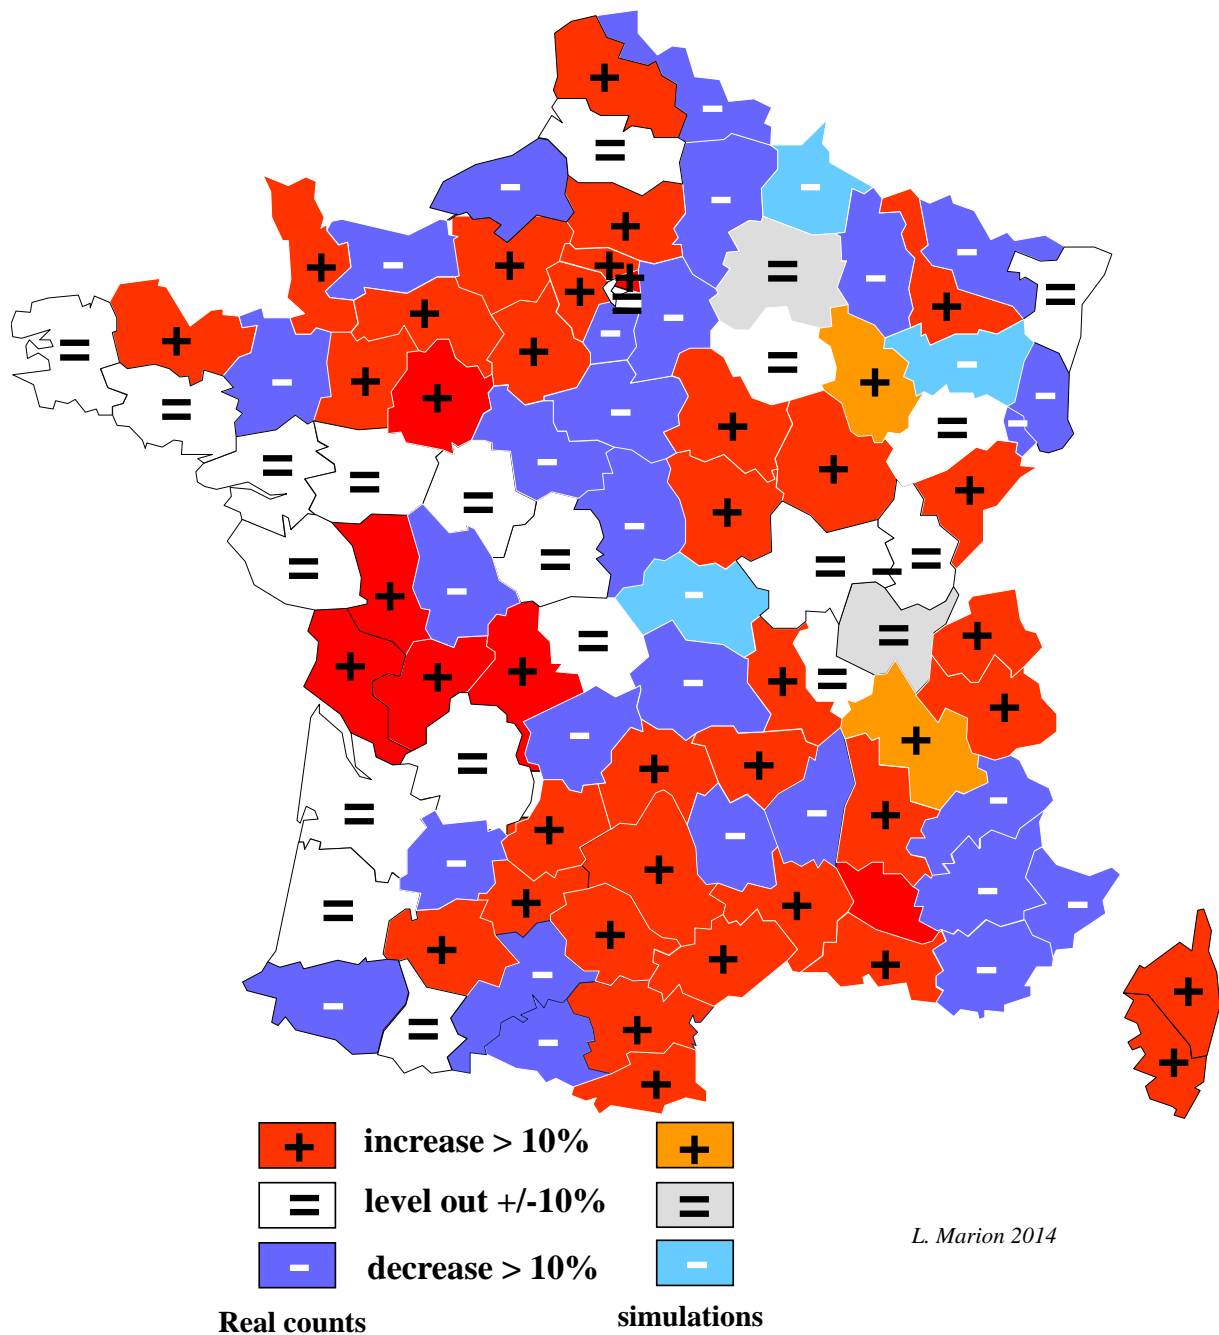 increase > 10%
level out +/-10%
decrease > 10%
Real counts
simulations
L. Marion 2014